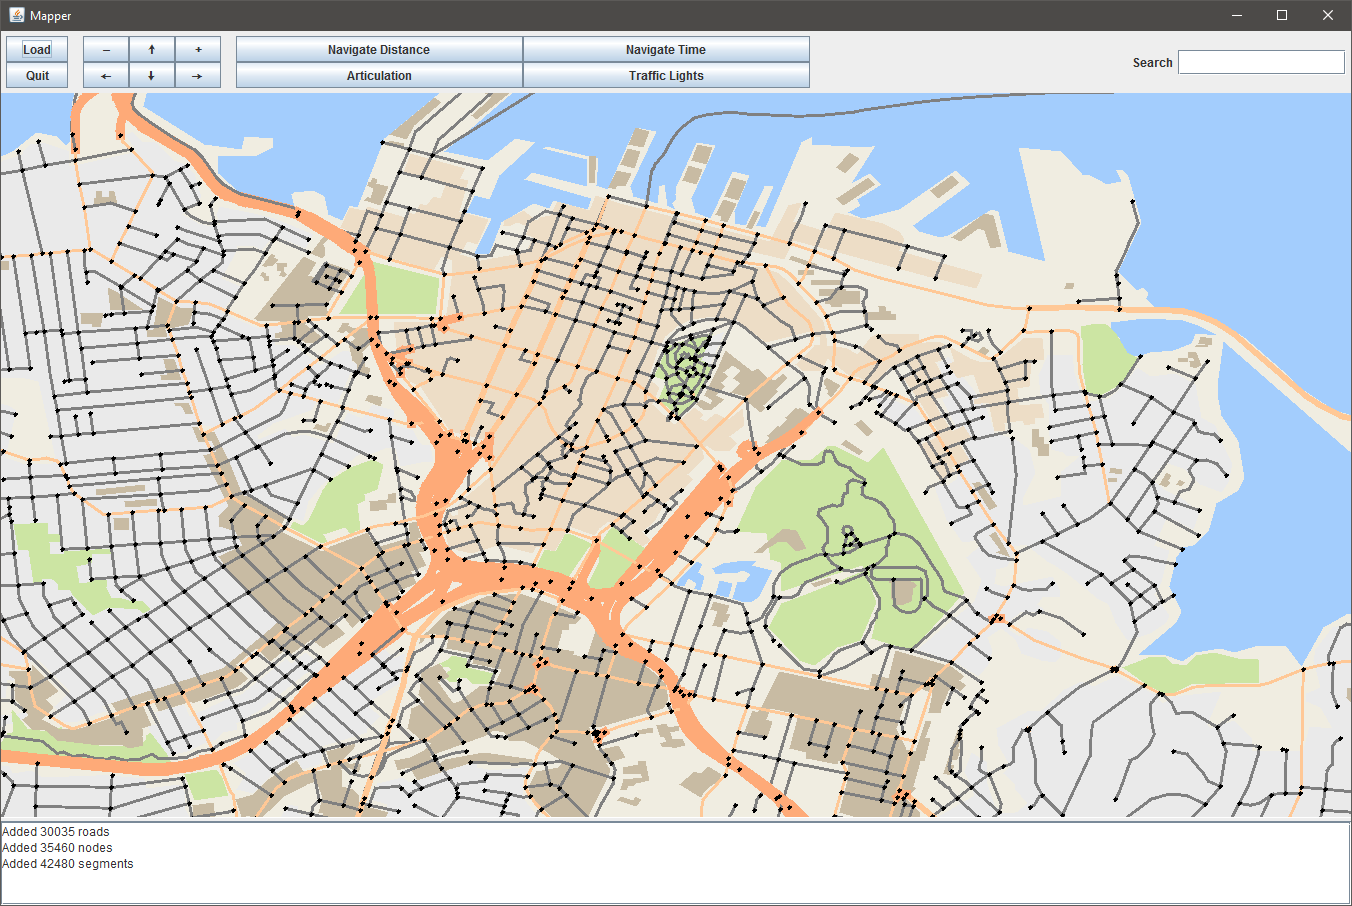 Mapper
Load
Quit
Navigate Distance
Navigate Time
Articulation
Traffic Lights
Search
Added 30035 roads
Added 35460 nodes
Added 42480 segments